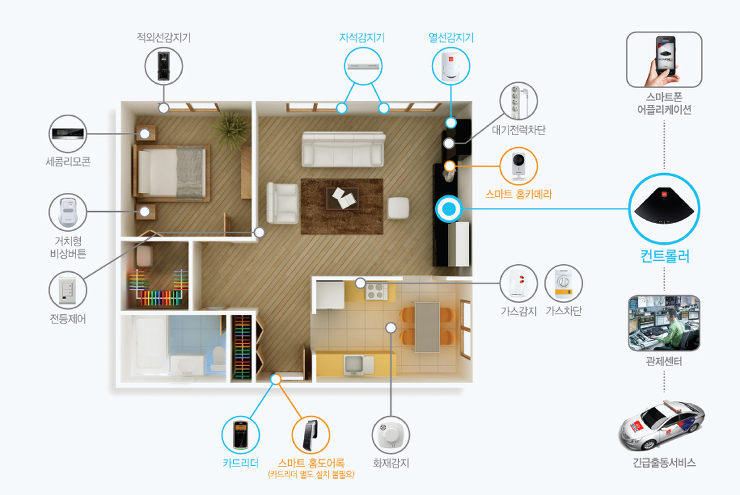 적외선감지기
자석감지기
열선감지기
스마트폰
어플리케이션
대기전력차단
세콤리모콘
스마트 홈카메라
거치형
비상버튼
컨트롤러
전등제어
가스감지
가스차단
관제센터
카드리더
스마트 홈도어록
(카드리더 별도 설치 불필요)
화재감지
긴급출동서비스